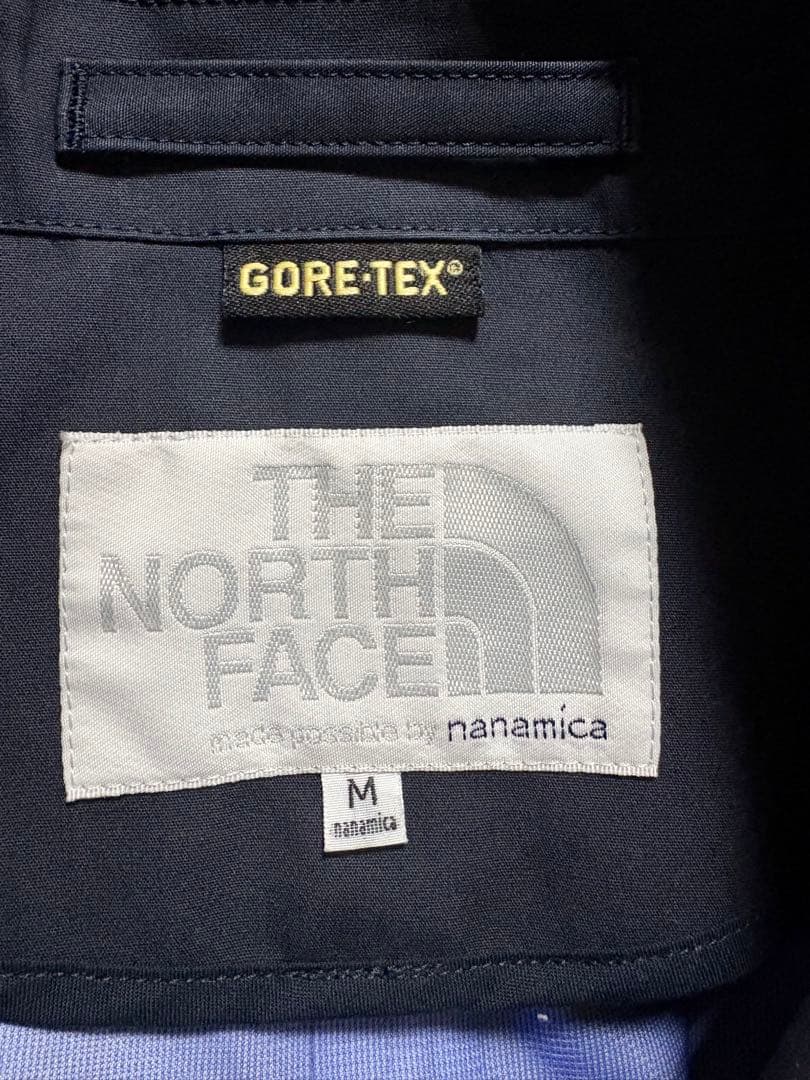 GORE-TEX®
THE
NORTH
FACE
made possible by nanamica
M
nanamica